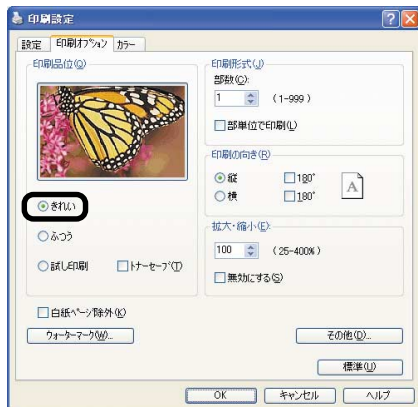 印刷設定
設定 印刷オプション カラー
印刷品位(Q)
きれい
ふつう
試し印刷 トナーセーブ(T)
白紙ページ除外(K)
ウォーターマーク(W)...
印刷形式(J)
部数(C):
1 (1-999)
部単位で印刷(L)
印刷の向き(R)
縦 180°
横 180°
A
拡大・縮小(E):
100 (25-400%)
無効にする(S)
その他(D)...
標準(U)
OK キャンセル ヘルプ